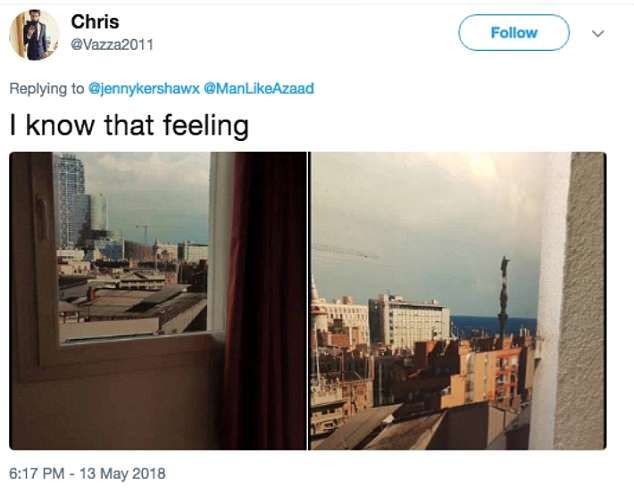 Chris
@Vazza2011
Follow
Replying to @jennykershawx @ManLikeAzaad
I know that feeling
6:17 PM - 13 May 2018